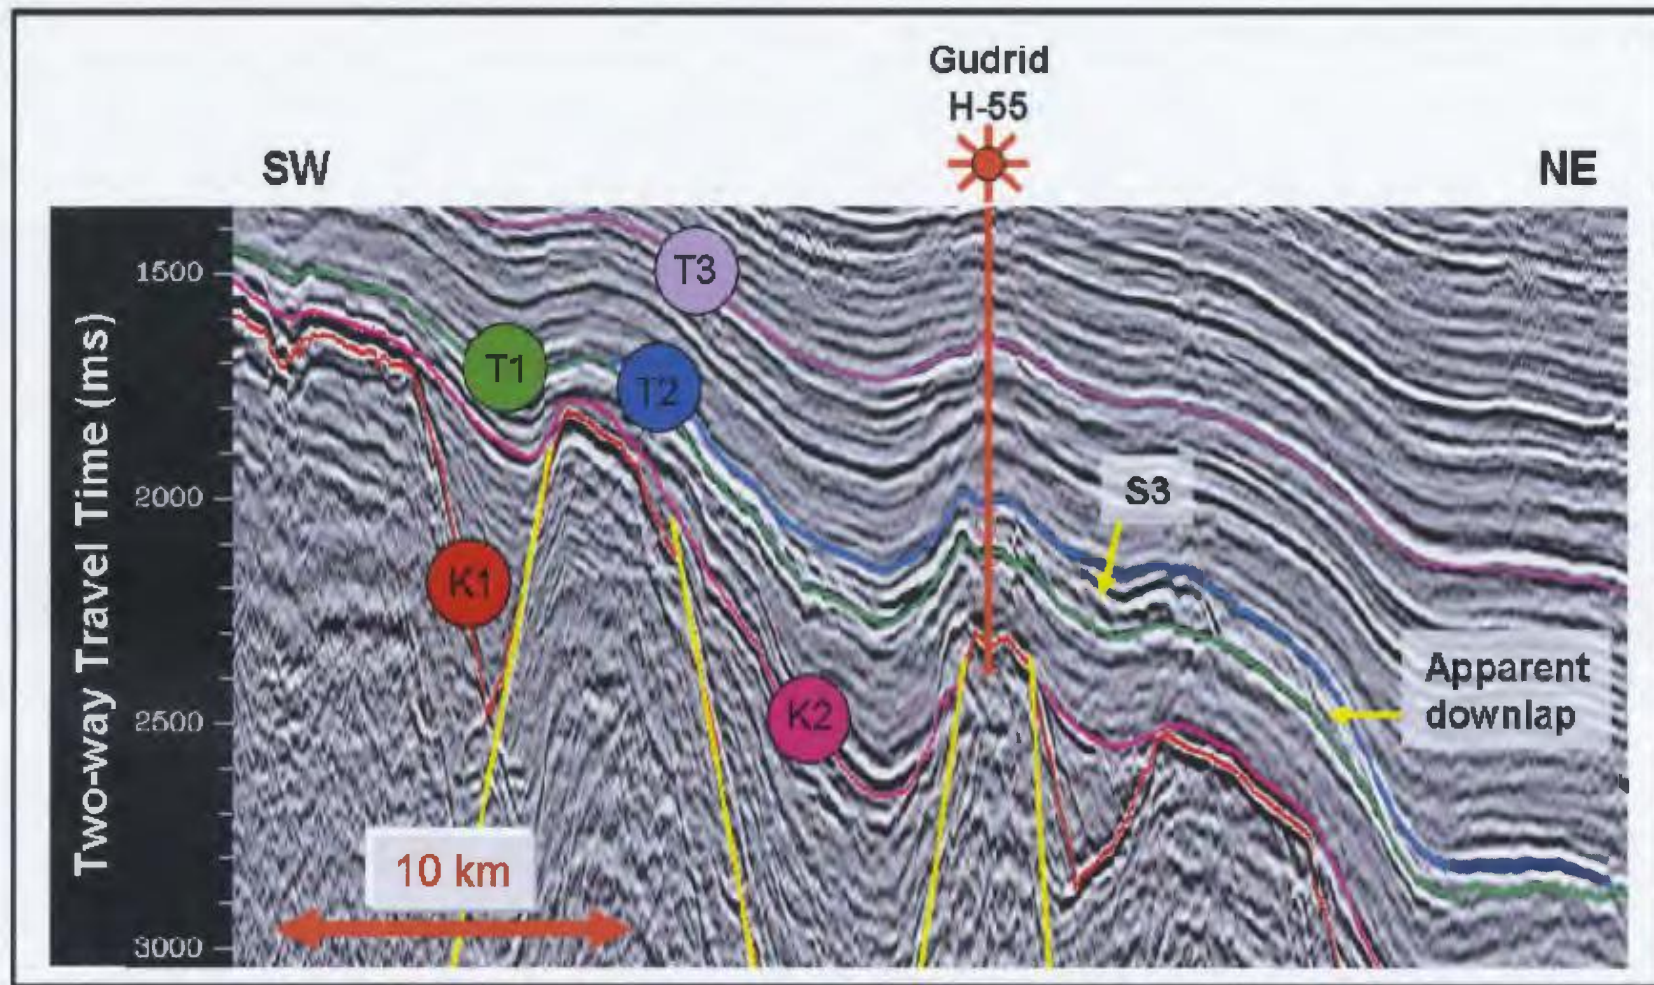 Gudrid
H-55
SW
NE
T3
1500
T1
T2
Two-way Travel Time (ms)
2000
S3
K1
Apparent
downlap
2500
K2
10 km
3000